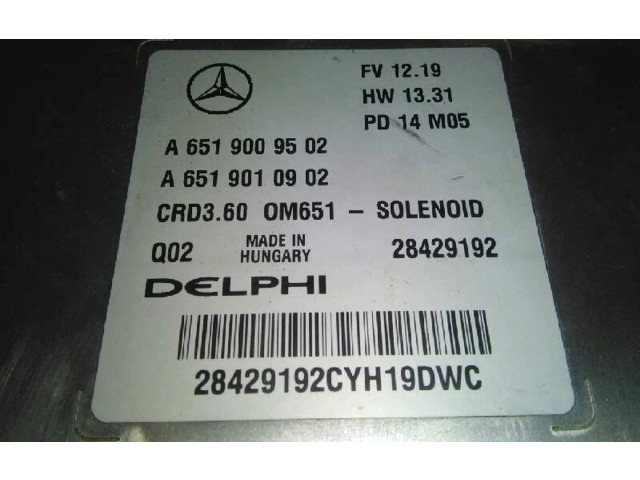 FV 12.19
HW 13.31
PD 14 M05
A 651 900 95 02
A 651 901 09 02
CRD3.60 OM651 - SOLENOID
Q02 MADE IN HUNGARY 28429192
DELPHI
28429192CYH19DWC